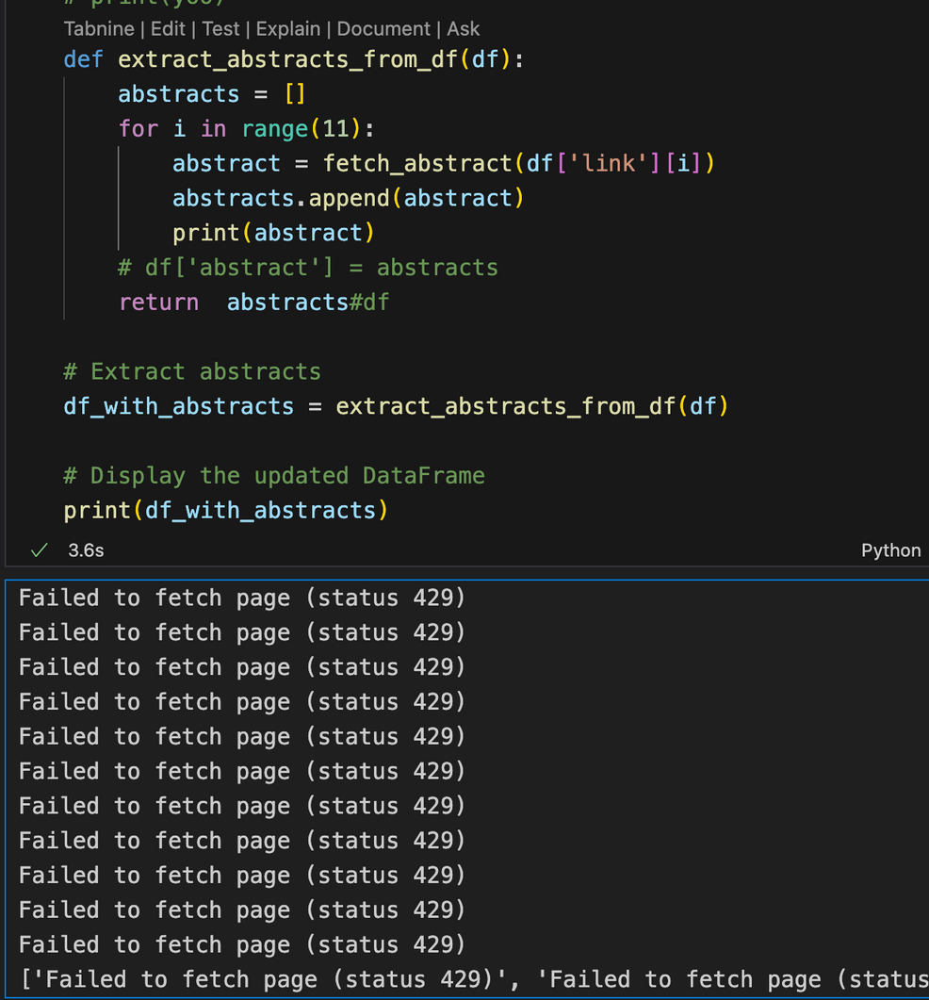 # print(yoo)
Tabnine | Edit | Test | Explain | Document | Ask
def extract_abstracts_from_df(df):
    abstracts = []
    for i in range(11):
        abstract = fetch_abstract(df['link'][i])
        abstracts.append(abstract)
        print(abstract)
    # df['abstract'] = abstracts
    return  abstracts#df

# Extract abstracts
df_with_abstracts = extract_abstracts_from_df(df)

# Display the updated DataFrame
print(df_with_abstracts)
3.6s Python
Failed to fetch page (status 429)
Failed to fetch page (status 429)
Failed to fetch page (status 429)
Failed to fetch page (status 429)
Failed to fetch page (status 429)
Failed to fetch page (status 429)
Failed to fetch page (status 429)
Failed to fetch page (status 429)
Failed to fetch page (status 429)
Failed to fetch page (status 429)
Failed to fetch page (status 429)
['Failed to fetch page (status 429)', 'Failed to fetch page (status